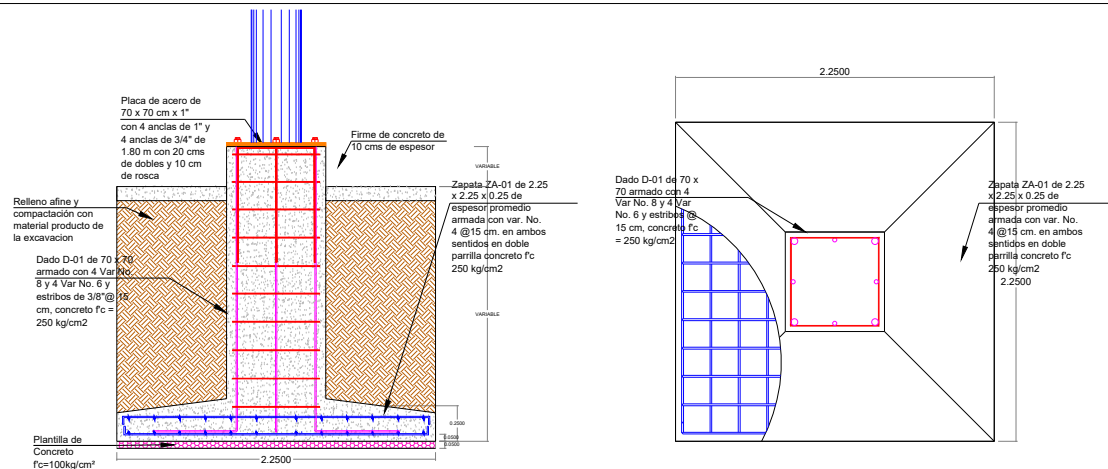 Placa de acero de
70 x 70 cm x 1"
con 4 anclas de 1" y
4 anclas de 3/4" de
1.80 m con 20 cms
de dobles y 10 cm
de rosca
Firme de concreto de
10 cms de espesor
VARIABLE
Relleno afine y
compactación con
material producto de
la excavacion
Zapata ZA-01 de 2.25
x 2.25 x 0.25 de
espesor promedio
armada con var. No.
4 @15 cm. en ambos
sentidos en doble
parrilla concreto f'c
250 kg/cm2
Dado D-01 de 70 x 70
armado con 4 Var No.
8 y 4 Var No. 6 y
estribos de 3/8"@ 15
cm, concreto f'c =
250 kg/cm2
VARIABLE
0.2500
0.0500
0.0500
Plantilla de
Concreto
f'c=100kg/cm²
2.2500
2.2500
Dado D-01 de 70 x
70 armado con 4
Var No. 8 y 4 Var
No. 6 y estribos @
15 cm, concreto f'c
= 250 kg/cm2
Zapata ZA-01 de 2.25
x 2.25 x 0.25 de
espesor promedio
armada con var. No.
4 @15 cm. en ambos
sentidos en doble
parrilla concreto f'c
250 kg/cm2
2.2500